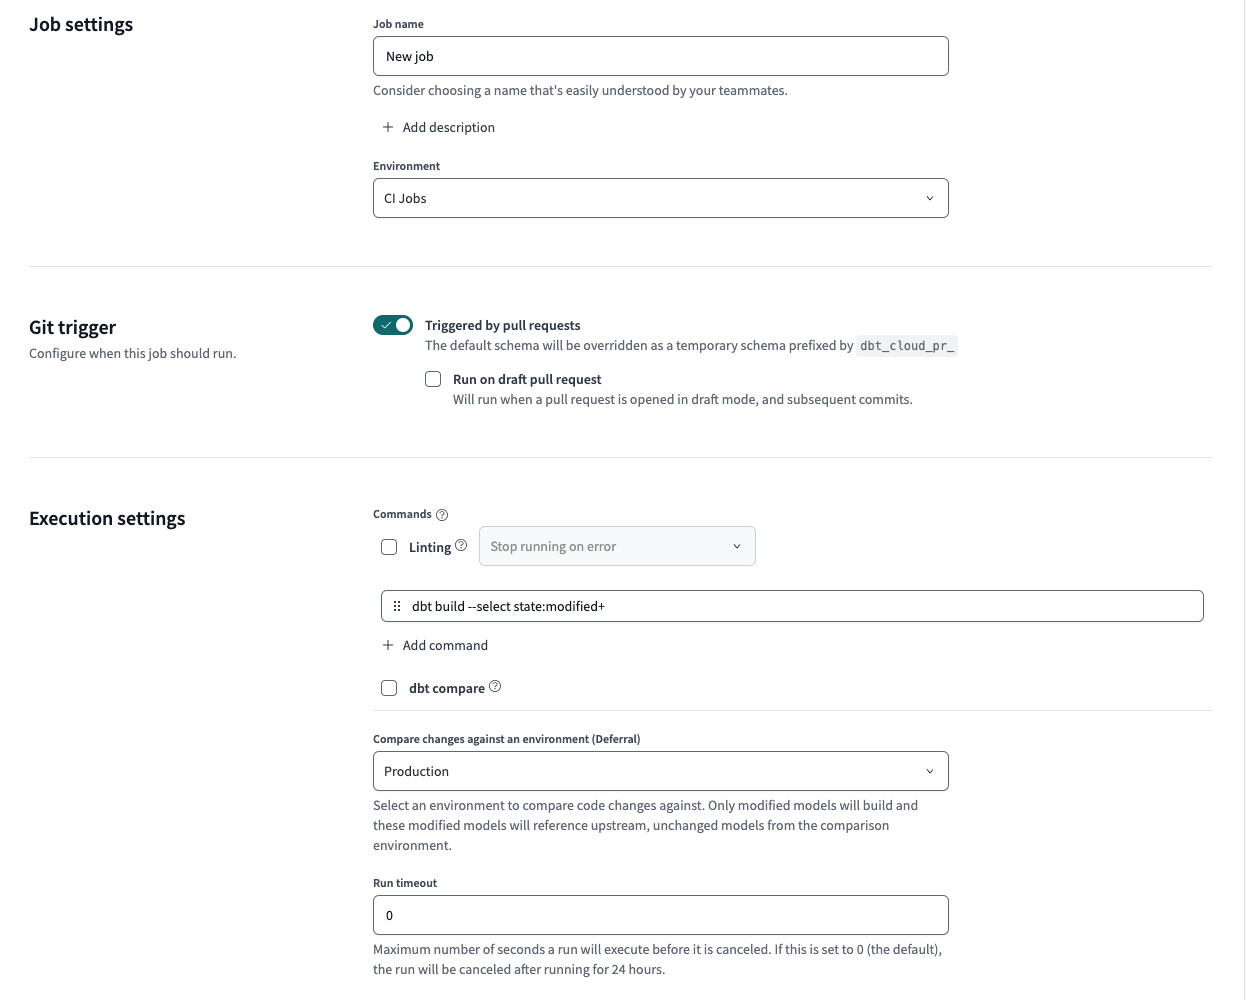 Job settings
Job name
New job
Consider choosing a name that's easily understood by your teammates.
Add description
Environment
CI Jobs
Git trigger
Configure when this job should run.
Triggered by pull requests
The default schema will be overridden as a temporary schema prefixed by dbt_cloud_pr_
Run on draft pull request
Will run when a pull request is opened in draft mode, and subsequent commits.
Execution settings
Commands
Linting
Stop running on error
dbt build --select state:modified+
Add command
dbt compare
Compare changes against an environment (Deferral)
Production
Select an environment to compare code changes against. Only modified models will build and
these modified models will reference upstream, unchanged models from the comparison
environment.
Run timeout
0
Maximum number of seconds a run will execute before it is canceled. If this is set to 0 (the default),
the run will be canceled after running for 24 hours.